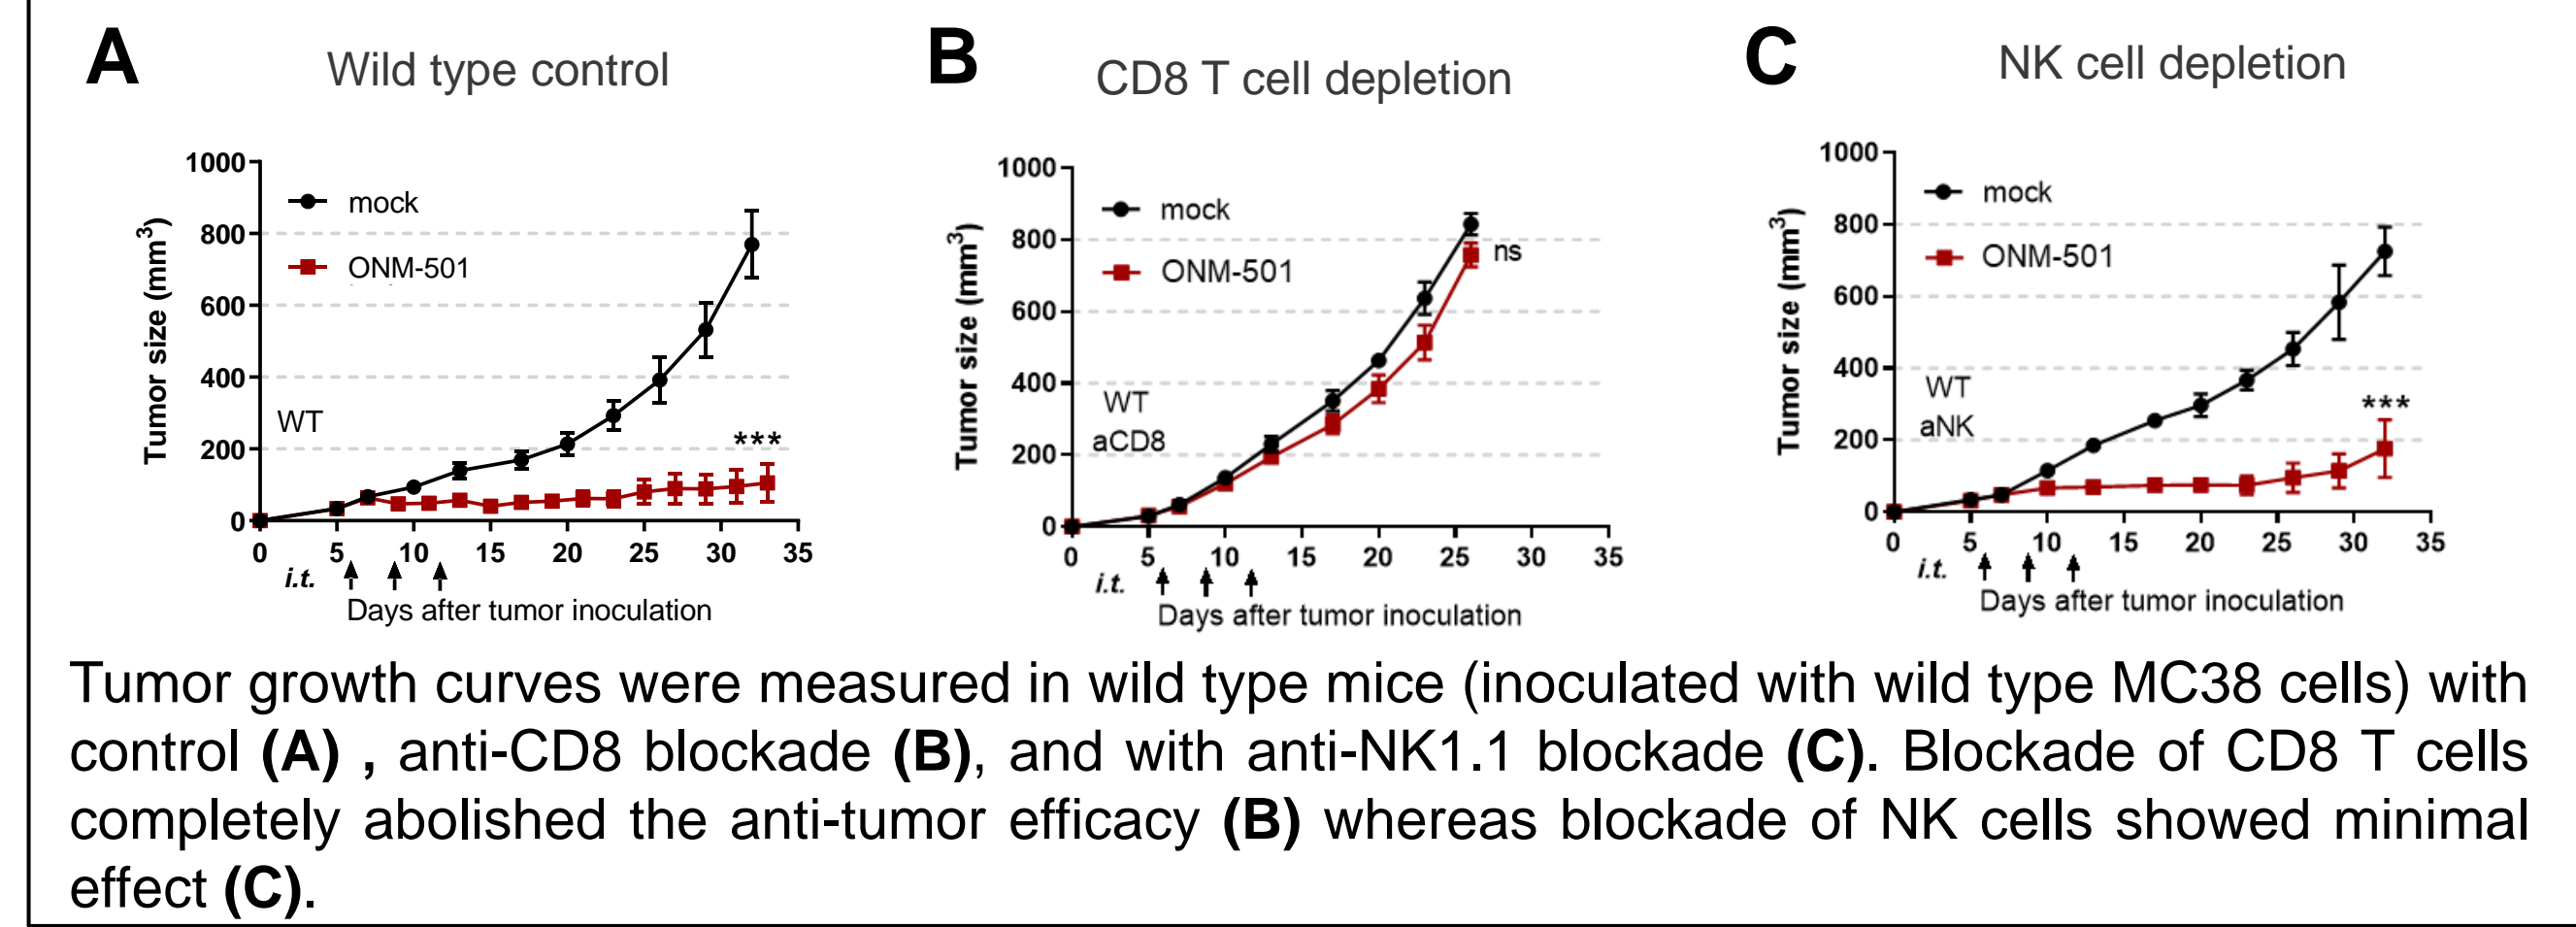 A
Wild type control
1000
800
600
400
200
0
Tumor size (mm³)
mock
ONM-501
WT
***
0 5 10 15 20 25 30 35
i.t.
Days after tumor inoculation
B
CD8 T cell depletion
1000
800
600
400
200
0
Tumor size (mm³)
mock
ONM-501
ns
WT
aCD8
0 5 10 15 20 25 30 35
i.t.
Days after tumor inoculation
C
NK cell depletion
1000
800
600
400
200
0
Tumor size (mm³)
mock
ONM-501
WT
aNK
***
0 5 10 15 20 25 30 35
i.t.
Days after tumor inoculation
Tumor growth curves were measured in wild type mice (inoculated with wild type MC38 cells) with
control (A) , anti-CD8 blockade (B), and with anti-NK1.1 blockade (C). Blockade of CD8 T cells
completely abolished the anti-tumor efficacy (B) whereas blockade of NK cells showed minimal
effect (C).